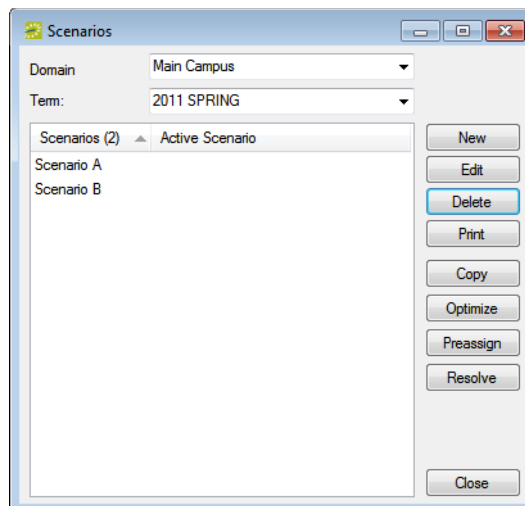 Scenarios
Domain Main Campus
Term: 2011 SPRING
Scenarios (2) Active Scenario
Scenario A
Scenario B
New
Edit
Delete
Print
Copy
Optimize
Preassign
Resolve
Close